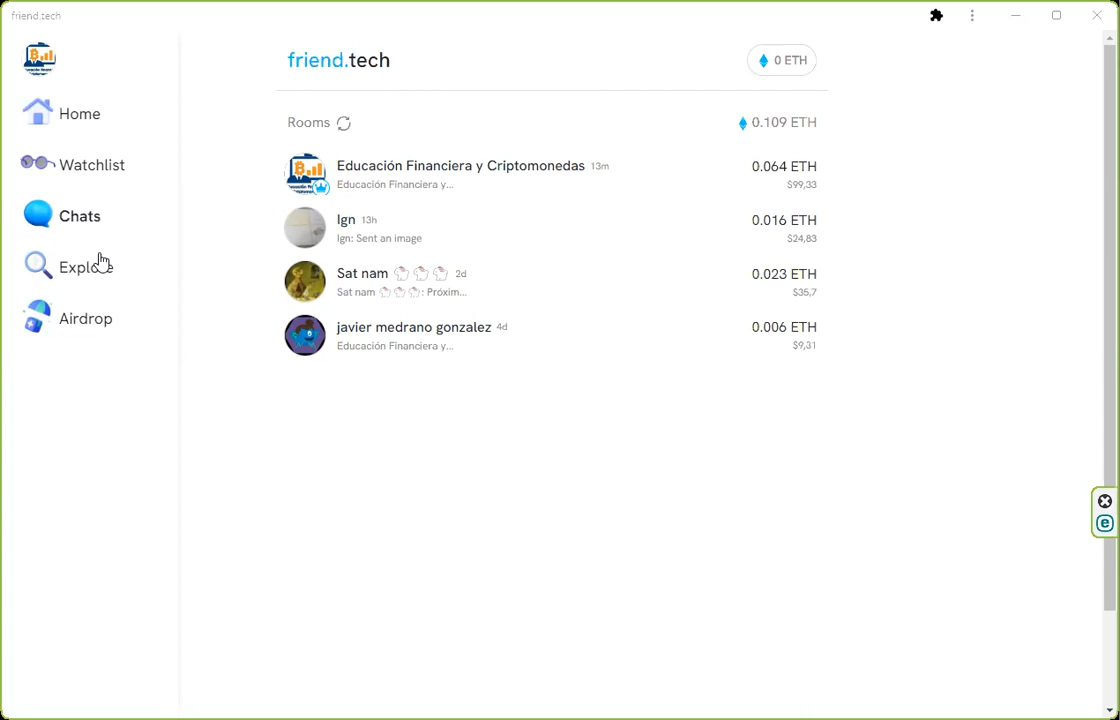 friend.tech
Home
Watchlist
Chats
Explore
Airdrop
friend.tech
0 ETH
Rooms
0.109 ETH
Educación Financiera y Criptomonedas 13m
0.064 ETH
Educación Financiera y...
$99,33
Ign 13h
0.016 ETH
Ign: Sent an image
$24,83
Sat nam 2d
0.023 ETH
Sat nam : Próxim...
$35,7
javier medrano gonzalez 4d
0.006 ETH
Educación Financiera y...
$9,31